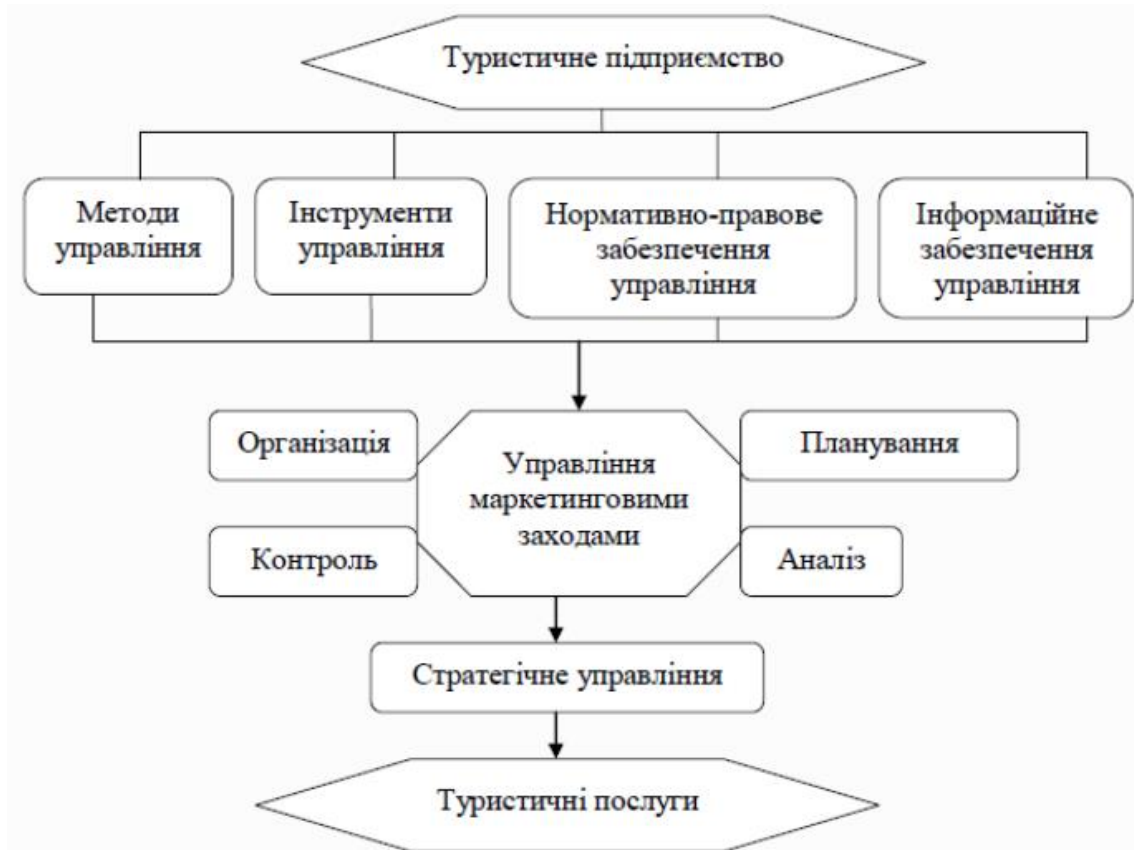 Туристичне підприємство
Методи
управління
Інструменти
управління
Нормативно-правове
забезпечення
управління
Інформаційне
забезпечення
управління
Організація
Планування
Управління
маркетинговими
заходами
Контроль
Аналіз
Стратегічне управління
Туристичні послуги